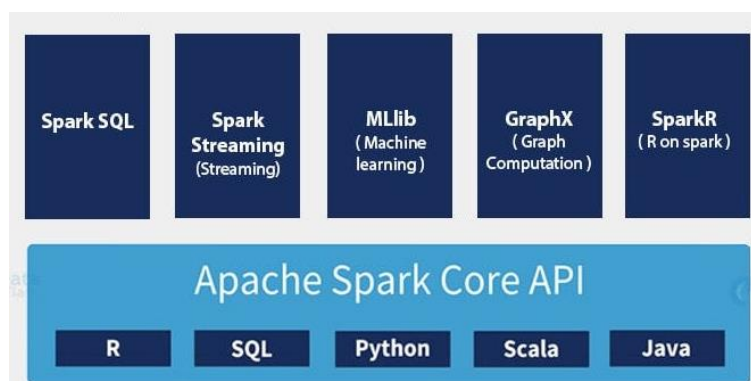 Spark SQL
Spark
Streaming
(Streaming)
MLlib
( Machine
learning )
GraphX
( Graph
Computation )
SparkR
( R on spark )
Apache Spark Core API
R
SQL
Python
Scala
Java